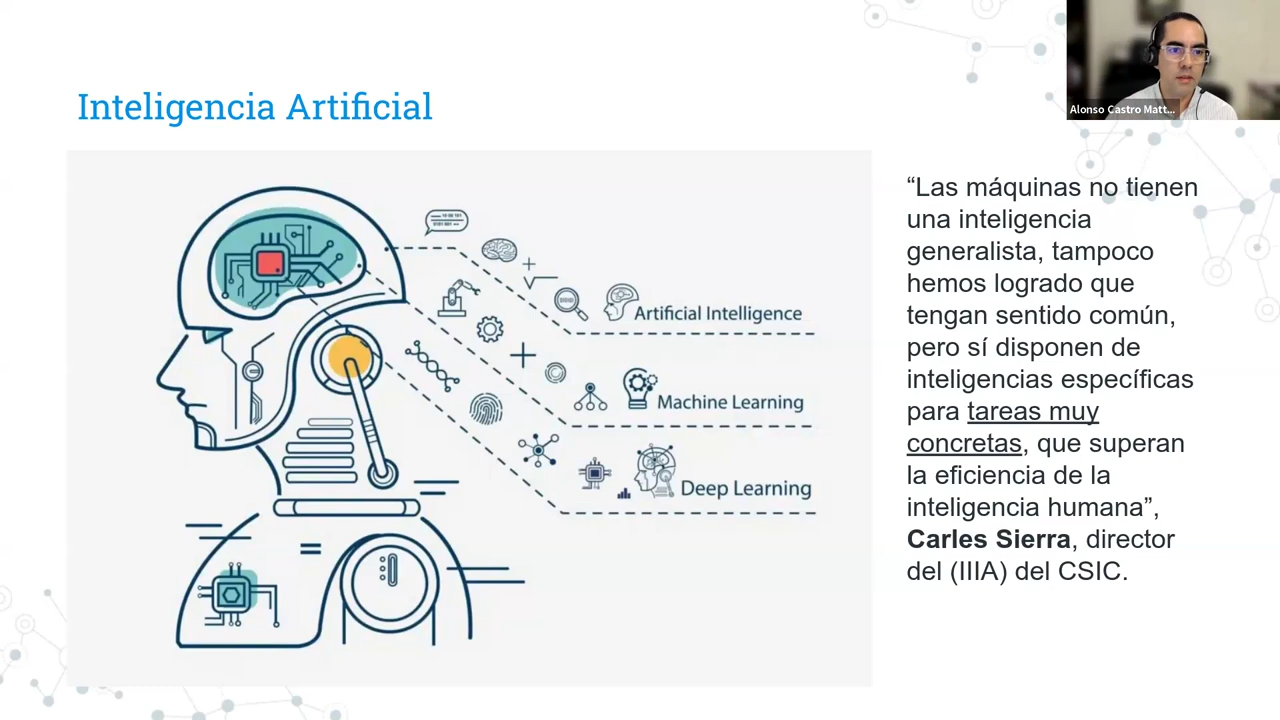 Inteligencia Artificial
Alonso Castro Matt...
“Las máquinas no tienen
una inteligencia
generalista, tampoco
hemos logrado que
tengan sentido común,
pero sí disponen de
inteligencias específicas
para tareas muy
concretas, que superan
la eficiencia de la
inteligencia humana”,
Carles Sierra, director
del (IIIA) del CSIC.
Artificial Intelligence
Machine Learning
Deep Learning